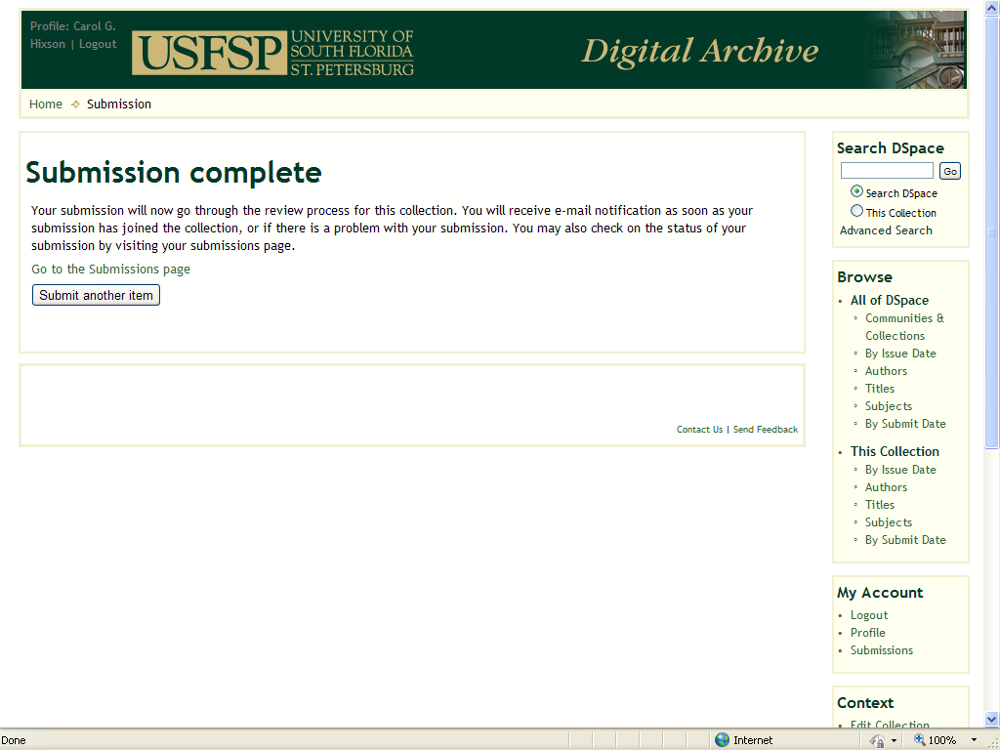 Profile: Carol G.
Hixson | Logout
USFSP UNIVERSITY OF
SOUTH FLORIDA
ST. PETERSBURG
Digital Archive
Home Submission
Submission complete
Your submission will now go through the review process for this collection. You will receive e-mail notification as soon as your
submission has joined the collection, or if there is a problem with your submission. You may also check on the status of your
submission by visiting your submissions page.
Go to the Submissions page
Submit another item
Contact Us | Send Feedback
Search DSpace
Go
Search DSpace
This Collection
Advanced Search
Browse
• All of DSpace
Communities &
Collections
By Issue Date
Authors
Titles
Subjects
By Submit Date
• This Collection
By Issue Date
Authors
Titles
Subjects
By Submit Date
My Account
• Logout
• Profile
• Submissions
Context
• Edit Collection
Done
Internet
100%